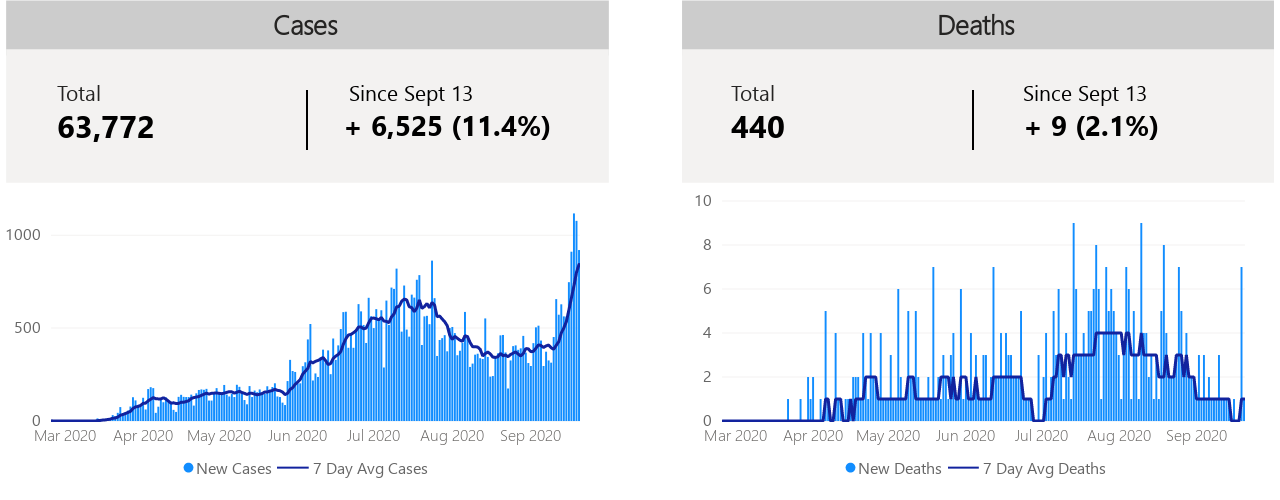 Cases
Total
63,772
Since Sept 13
+ 6,525 (11.4%)
1000
500
0
Mar 2020 Apr 2020 May 2020 Jun 2020 Jul 2020 Aug 2020 Sep 2020
New Cases 7 Day Avg Cases
Deaths
Total
440
Since Sept 13
+ 9 (2.1%)
10
8
6
4
2
0
Mar 2020 Apr 2020 May 2020 Jun 2020 Jul 2020 Aug 2020 Sep 2020
New Deaths 7 Day Avg Deaths